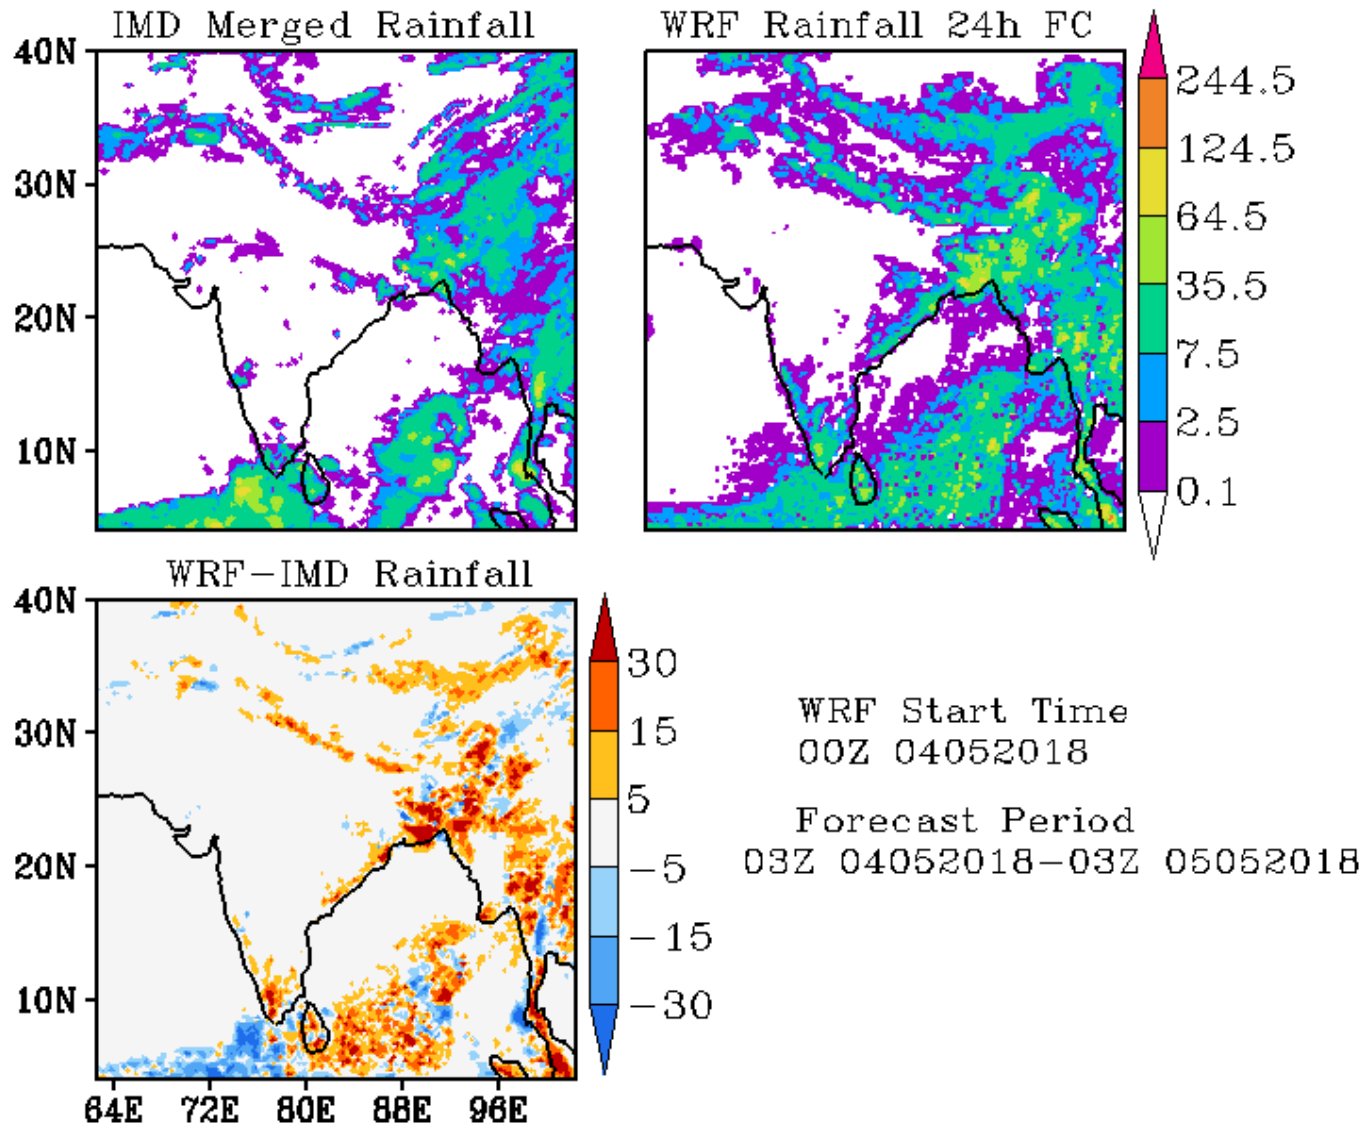 IMD Merged Rainfall
WRF Rainfall 24h FC
40N
30N
20N
10N
244.5
124.5
64.5
35.5
7.5
2.5
0.1
WRF-IMD Rainfall
40N
30N
20N
10N
64E 72E 80E 88E 96E
30
15
5
-5
-15
-30
WRF Start Time
00Z 04052018
Forecast Period
03Z 04052018-03Z 05052018